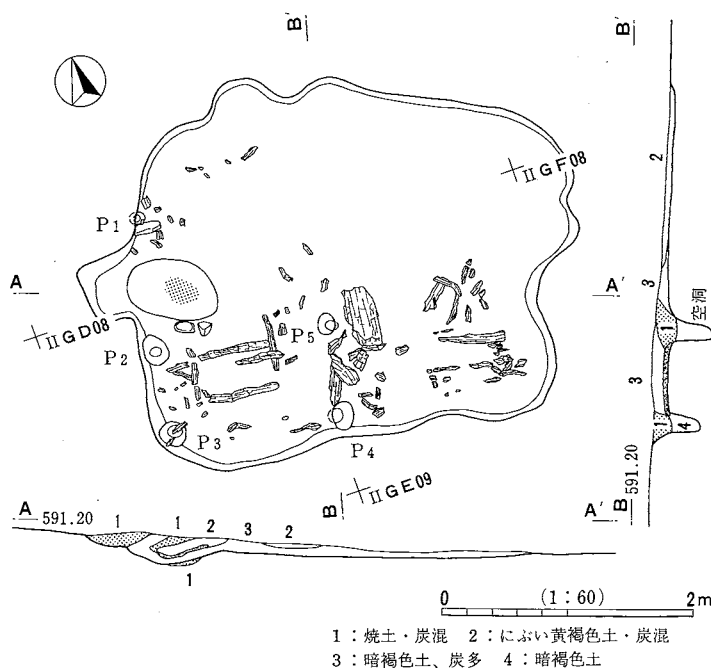 B'
B'
ⅡGF08
P1
2
A
A'
3
空洞
ⅡGD08
P5
1
P2
3
P3
P4
1
4
ⅡGE09
591.20
B
B
A 591.20 1 1 2 3 2
A'
1
0 (1:60) 2m
1:焼土・炭混 2:にぶい黄褐色土・炭混
3:暗褐色土、炭多 4:暗褐色土